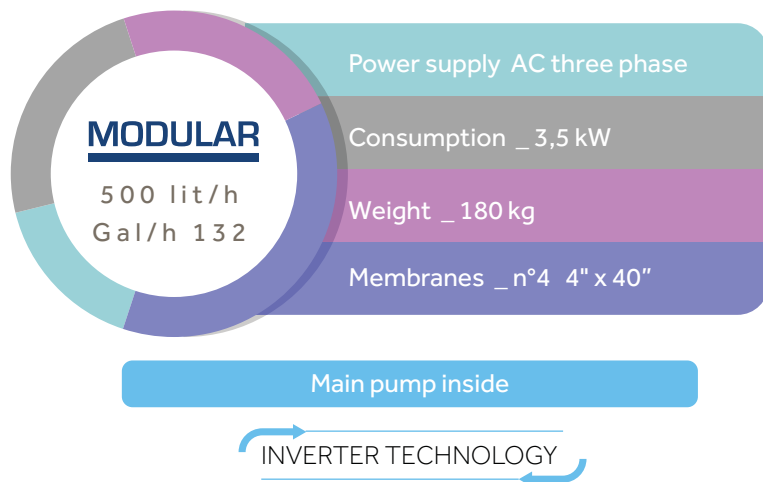 MODULAR
500 lit/h
Gal/h 132
Power supply AC three phase
Consumption _ 3,5 kW
Weight _ 180 kg
Membranes _ n°4 4" x 40”
Main pump inside
INVERTER TECHNOLOGY